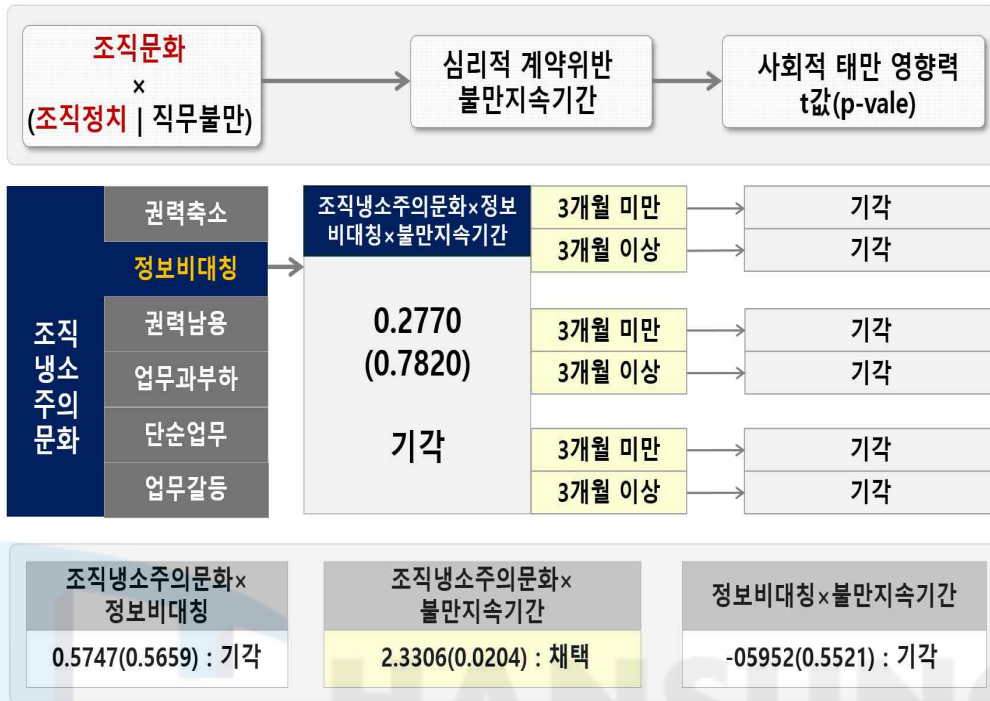 조직문화
×
(조직정치 | 직무불만)
심리적 계약위반
불만지속기간
사회적 태만 영향력
t값(p-vale)
조직
냉소
주의
문화
권력축소
정보비대칭
권력남용
업무과부하
단순업무
업무갈등
조직냉소주의문화×정보
비대칭×불만지속기간
0.2770
(0.7820)
기각
3개월 미만
기각
3개월 이상
기각
3개월 미만
기각
3개월 이상
기각
3개월 미만
기각
3개월 이상
기각
조직냉소주의문화×
정보비대칭
0.5747(0.5659) : 기각
조직냉소주의문화×
불만지속기간
2.3306(0.0204) : 채택
정보비대칭×불만지속기간
-05952(0.5521) : 기각